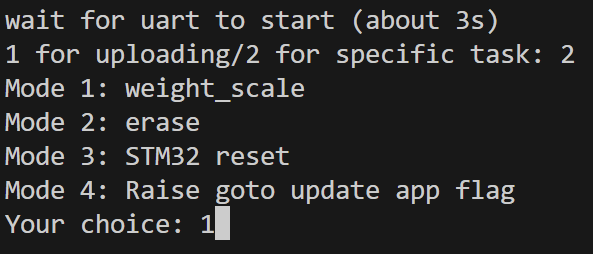 wait for uart to start (about 3s)
1 for uploading/2 for specific task: 2
Mode 1: weight_scale
Mode 2: erase
Mode 3: STM32 reset
Mode 4: Raise goto update app flag
Your choice: 1